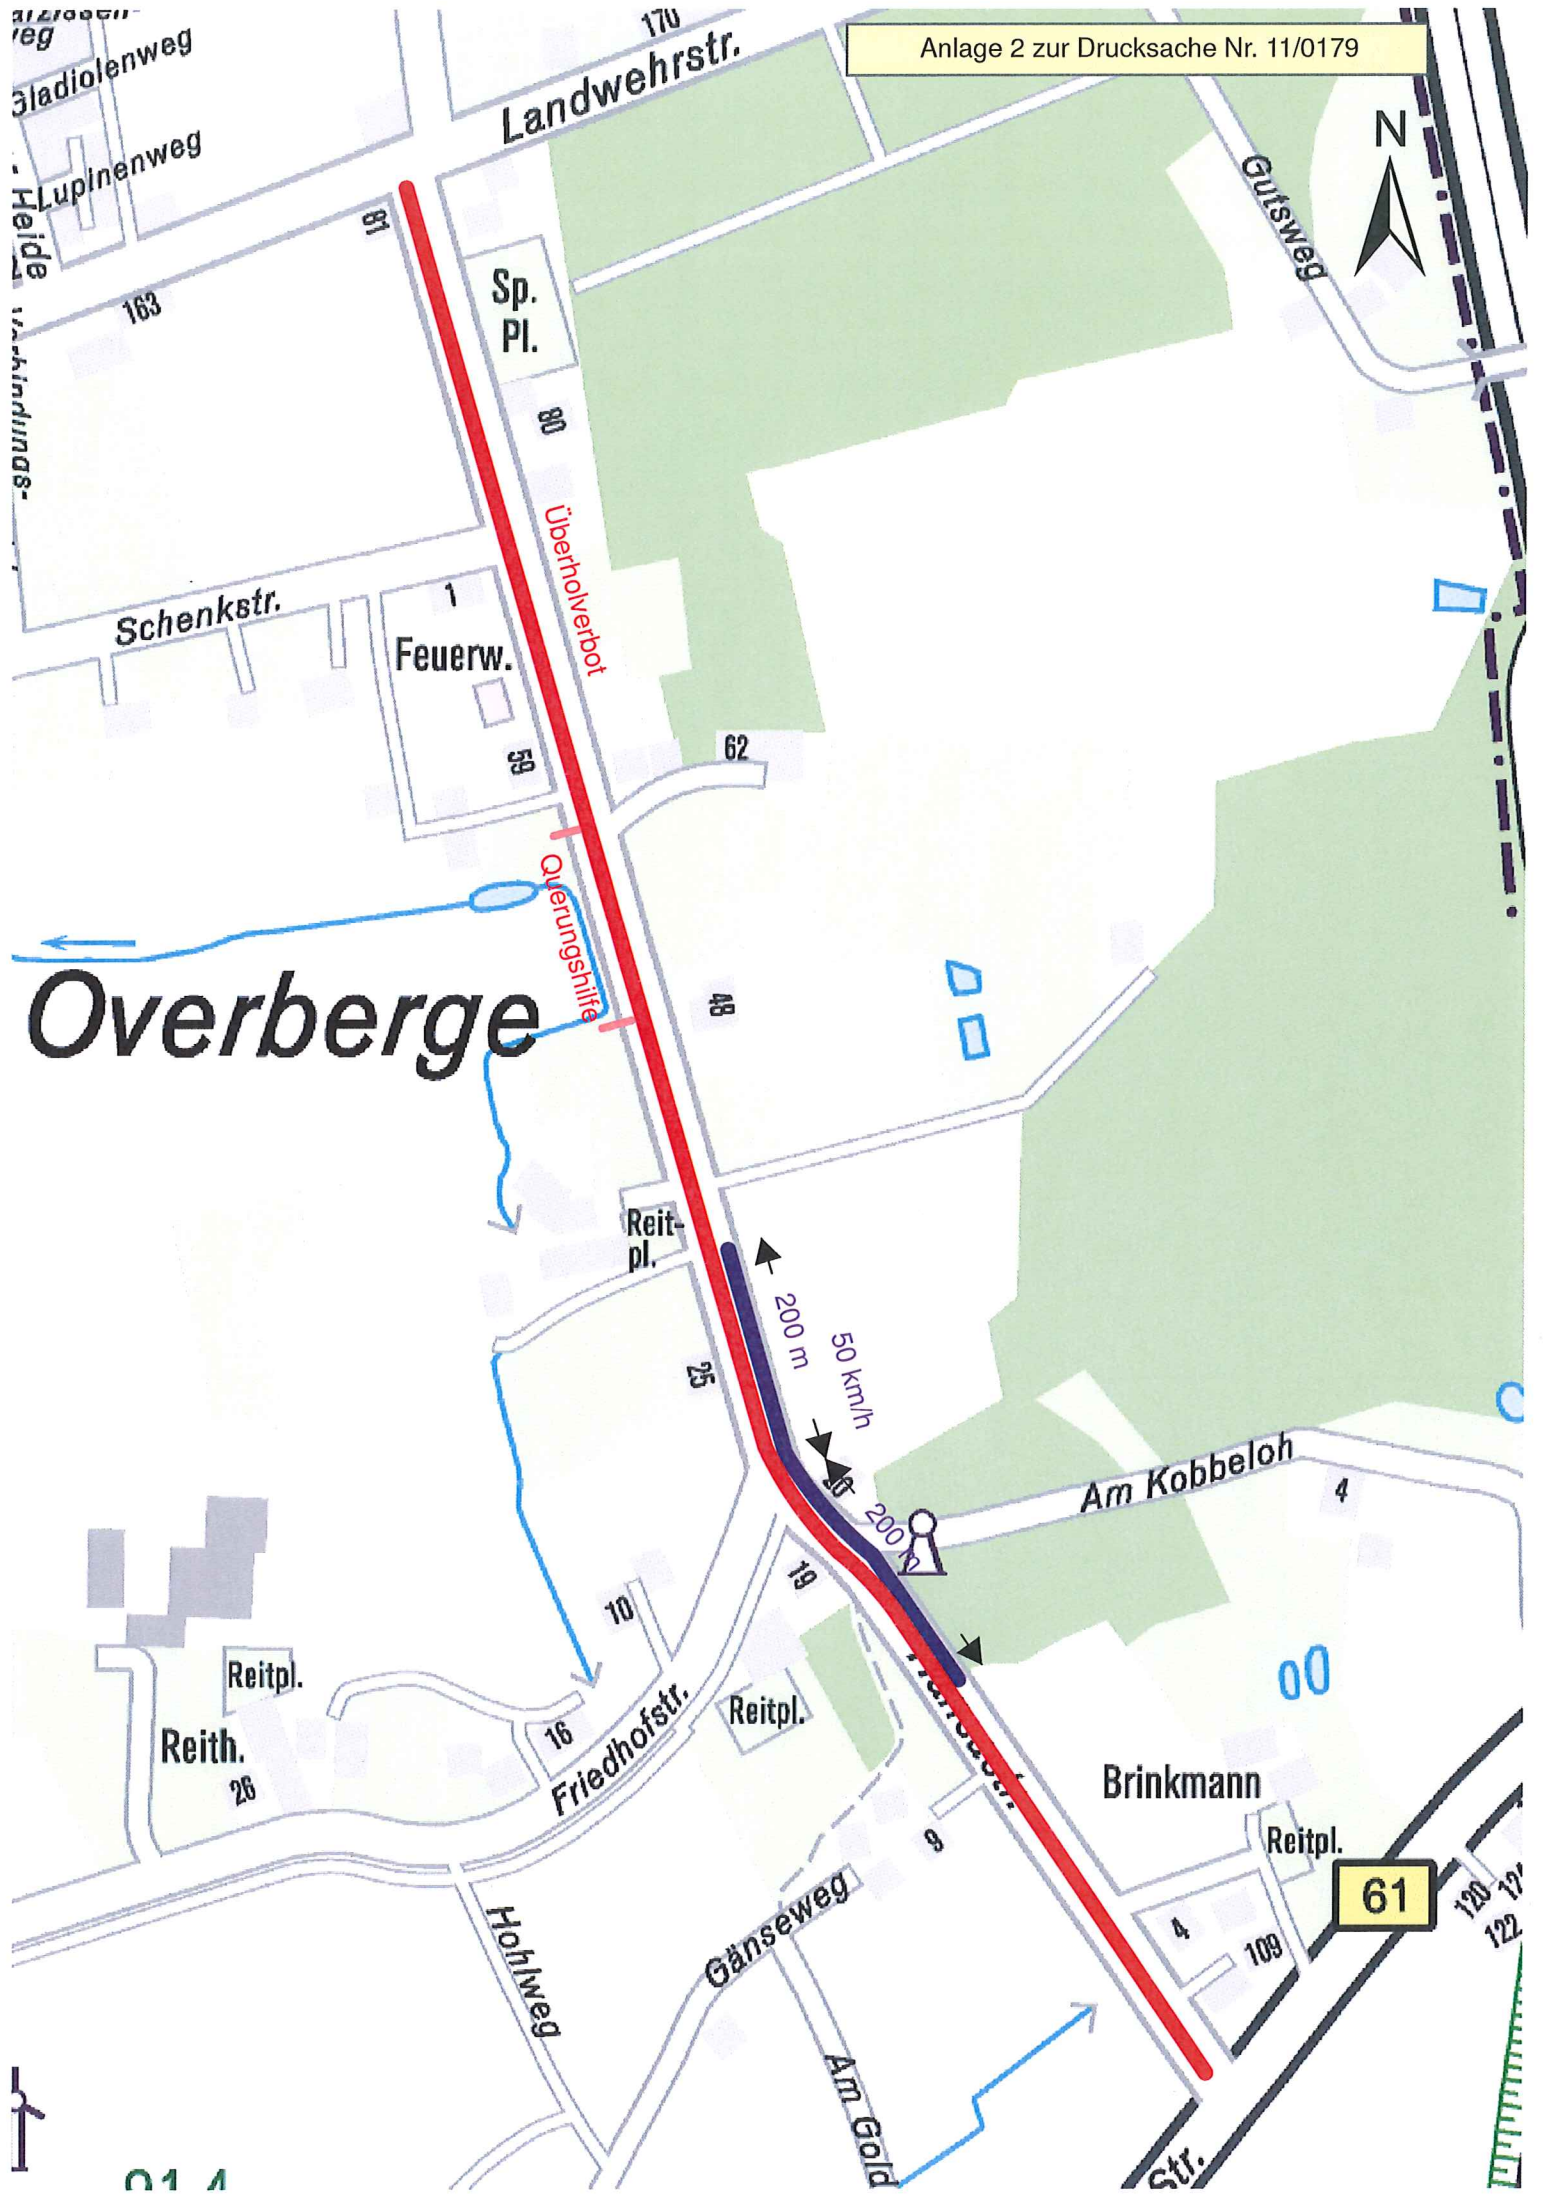 Anlage 2 zur Drucksache Nr. 11/0179
170
Gladiolenweg
Landwehrstr.
N
Lupinenweg
Heide
Gutsweg
81
163
Sp.
Pl.
80
Überholverbot
Schenkstr.
1
Feuerw.
59
62
Querungshilfe
Overberge
48
Reit-
pl.
200 m
50 km/h
25
Am Kobbeloh
4
200 m
19
10
Reitpl.
Reith.
26
16
Friedhofstr.
Reitpl.
Brinkmann
9
Reitpl.
61
120
122
Gänseweg
4
109
Hohlweg
Am Gold
Str.